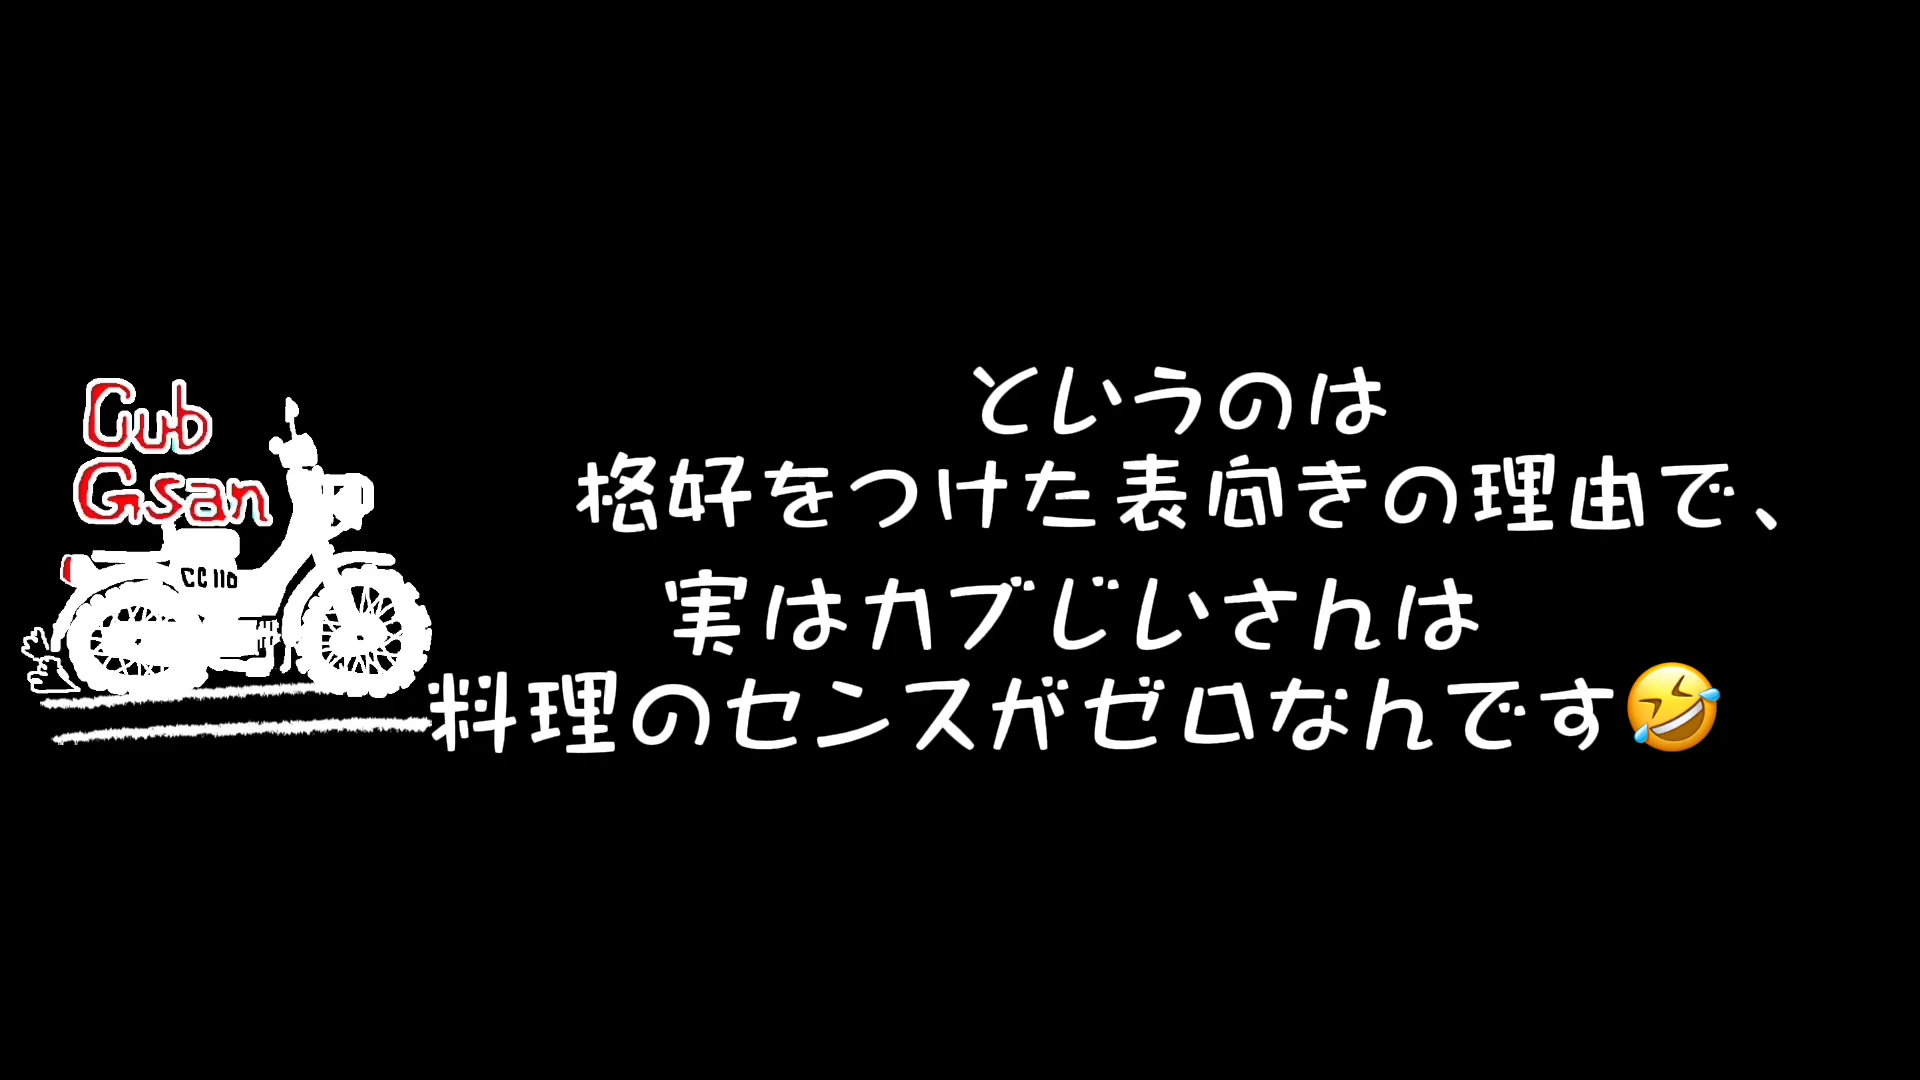 Cub
Gsan
CC110
というのは
格好をつけた表向きの理由で、
実はカブじいさんは
料理のセンスがゼロなんです🤣